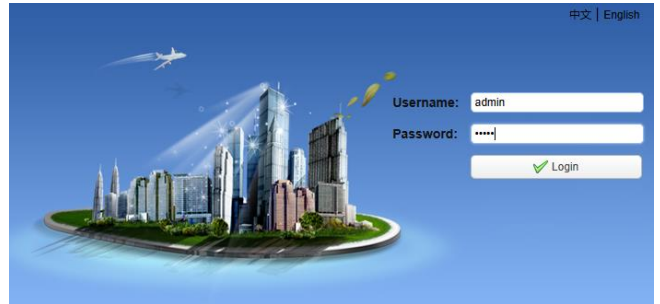 中文 | English
Username: admin
Password: •••••
Login